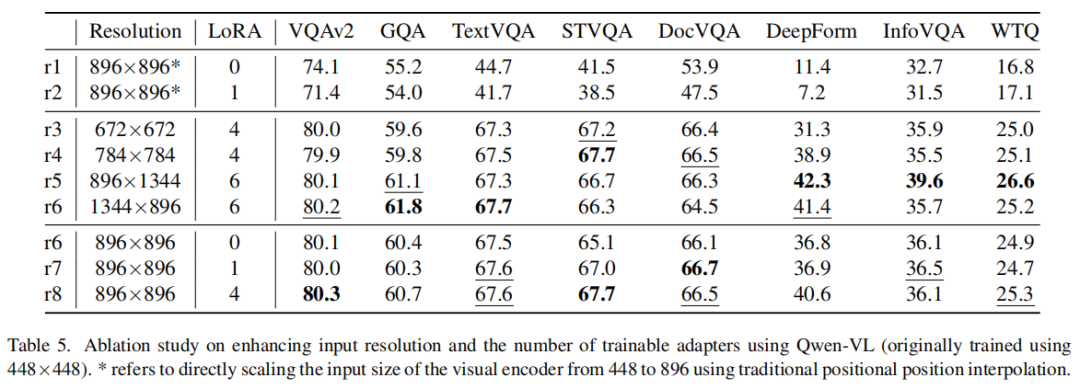 Resolution LoRA VQAv2 GQA TextVQA STVQA DocVQA DeepForm InfoVQA WTQ
r1 896×896* 0 74.1 55.2 44.7 41.5 53.9 11.4 32.7 16.8
r2 896×896* 1 71.4 54.0 41.7 38.5 47.5 7.2 31.5 17.1
r3 672×672 4 80.0 59.6 67.3 67.2 66.4 31.3 35.9 25.0
r4 784×784 4 79.9 59.8 67.5 67.7 66.5 38.9 35.5 25.1
r5 896×1344 6 80.1 61.1 67.3 66.7 66.3 42.3 39.6 26.6
r6 1344×896 6 80.2 61.8 67.7 66.3 64.5 41.4 35.7 25.2
r6 896×896 0 80.1 60.4 67.5 65.1 66.1 36.8 36.1 24.9
r7 896×896 1 80.0 60.3 67.6 67.0 66.7 36.9 36.5 24.7
r8 896×896 4 80.3 60.7 67.6 67.7 66.5 40.6 36.1 25.3
Table 5. Ablation study on enhancing input resolution and the number of trainable adapters using Qwen-VL (originally trained using
448×448). * refers to directly scaling the input size of the visual encoder from 448 to 896 using traditional positional position interpolation.